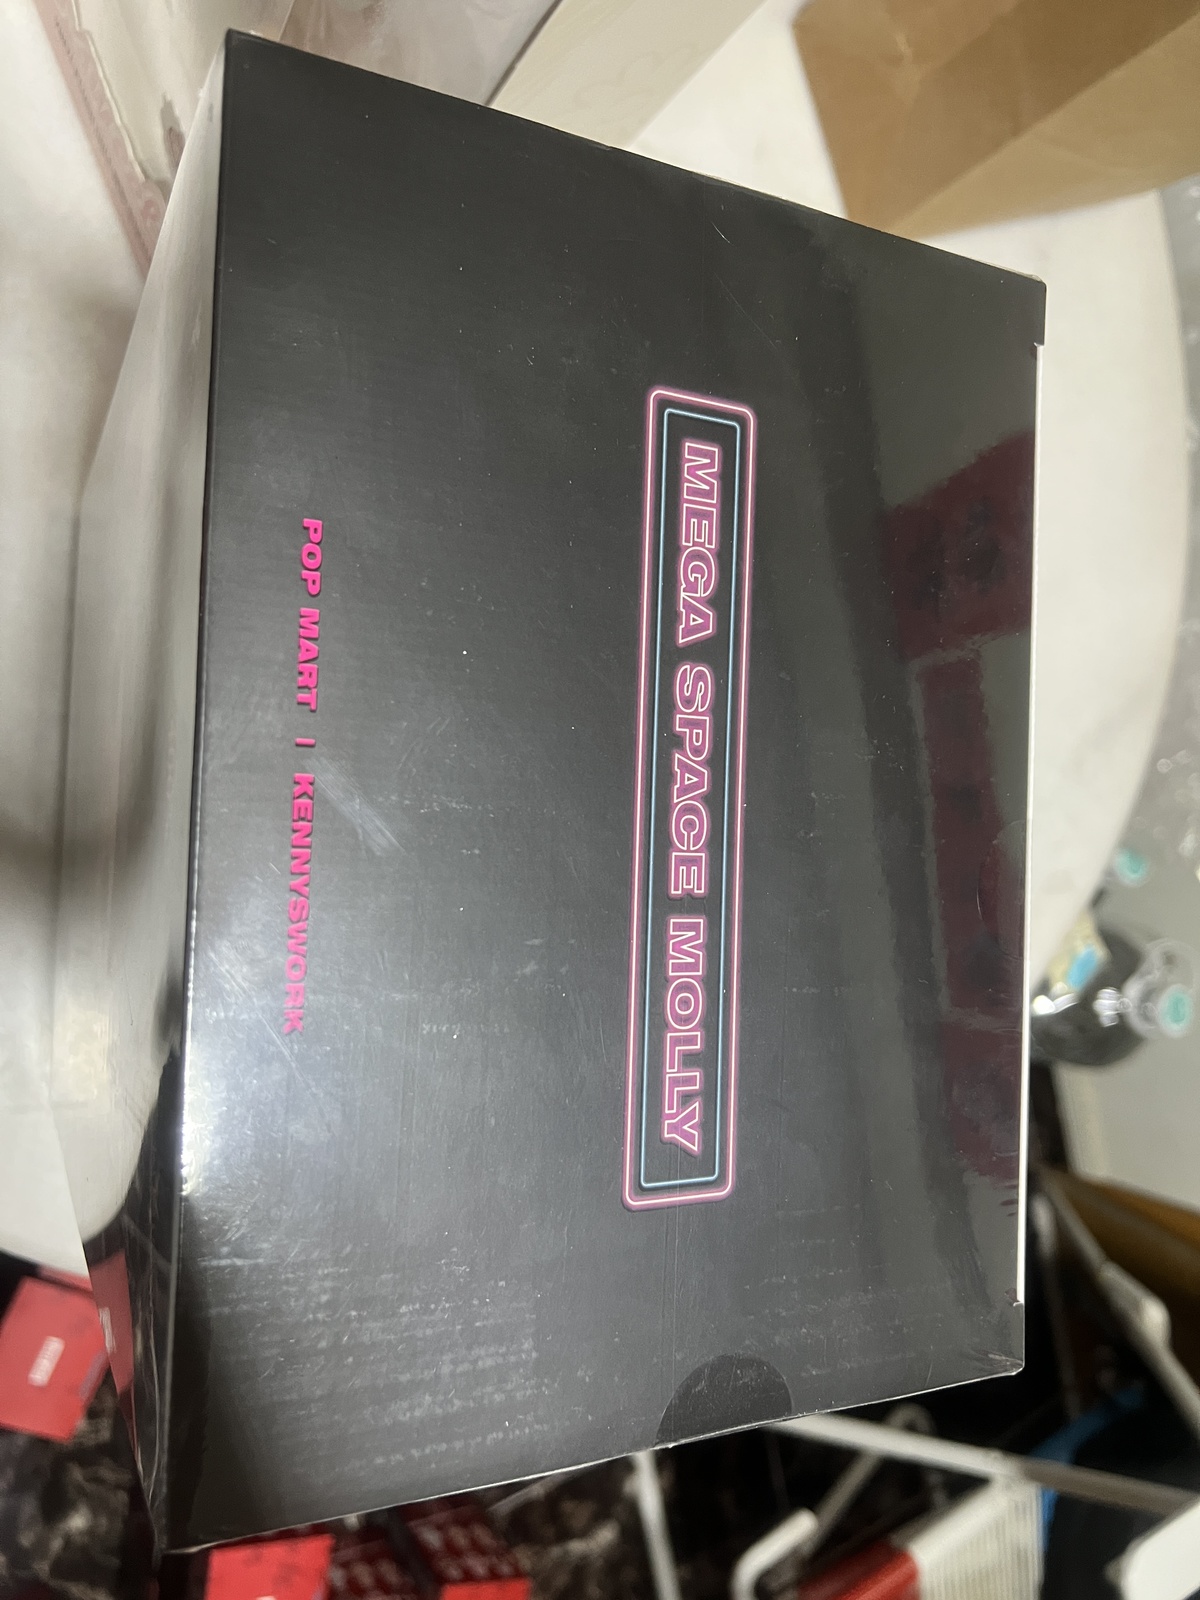 MEGA SPACE MOLLY
POP MART | KENNYSWORK